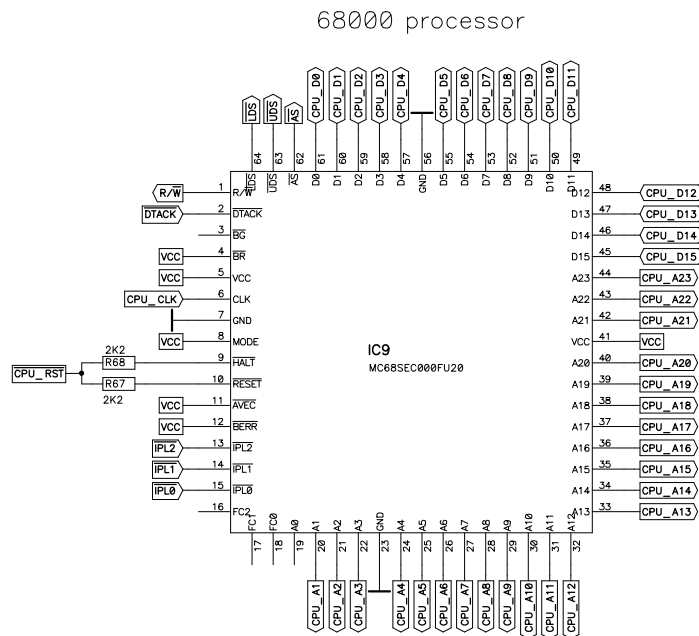 68000 processor
LDS UDS AS CPU_D0 CPU_D1 CPU_D2 CPU_D3 CPU_D4 CPU_D5 CPU_D6 CPU_D7 CPU_D8 CPU_D9 CPU_D10 CPU_D11
64 63 62 61 60 59 58 57 56 55 54 53 52 51 50 49
LDS UDS AS D0 D1 D2 D3 D4 GND D5 D6 D7 D8 D9 D10 D11
R/W 1 R/W D12 48 CPU_D12
DTACK 2 DTACK D13 47 CPU_D13
3 BG D14 46 CPU_D14
VCC 4 BR D15 45 CPU_D15
VCC 5 VCC A23 44 CPU_A23
CPU_CLK 6 CLK A22 43 CPU_A22
7 GND A21 42 CPU_A21
VCC 8 MODE VCC 41 VCC
IC9
2K2
R68 9 HALT A20 40 CPU_A20
MC68SEC000FU20
CPU_RST
R67 10 RESET A19 39 CPU_A19
2K2
VCC 11 AVEC A18 38 CPU_A18
VCC 12 BERR A17 37 CPU_A17
IPL2 13 IPL2 A16 36 CPU_A16
IPL1 14 IPL1 A15 35 CPU_A15
IPL0 15 IPL0 A14 34 CPU_A14
16 FC2 A13 33 CPU_A13
FC1 FC0 A0 A1 A2 A3 GND A4 A5 A6 A7 A8 A9 A10 A11 A12
17 18 19 20 21 22 23 24 25 26 27 28 29 30 31 32
CPU_A1 CPU_A2 CPU_A3 CPU_A4 CPU_A5 CPU_A6 CPU_A7 CPU_A8 CPU_A9 CPU_A10 CPU_A11 CPU_A12